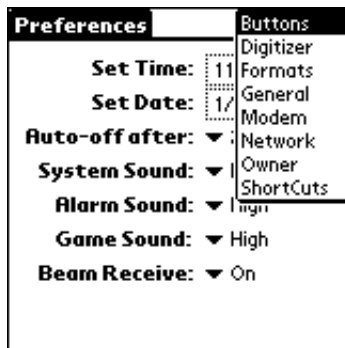 Preferences
Buttons
Digitizer
Formats
General
Modem
Network
Owner
ShortCuts
Set Time: 11
Set Date: 1/
Auto-off after:
System Sound:
Alarm Sound: High
Game Sound: High
Beam Receive: On